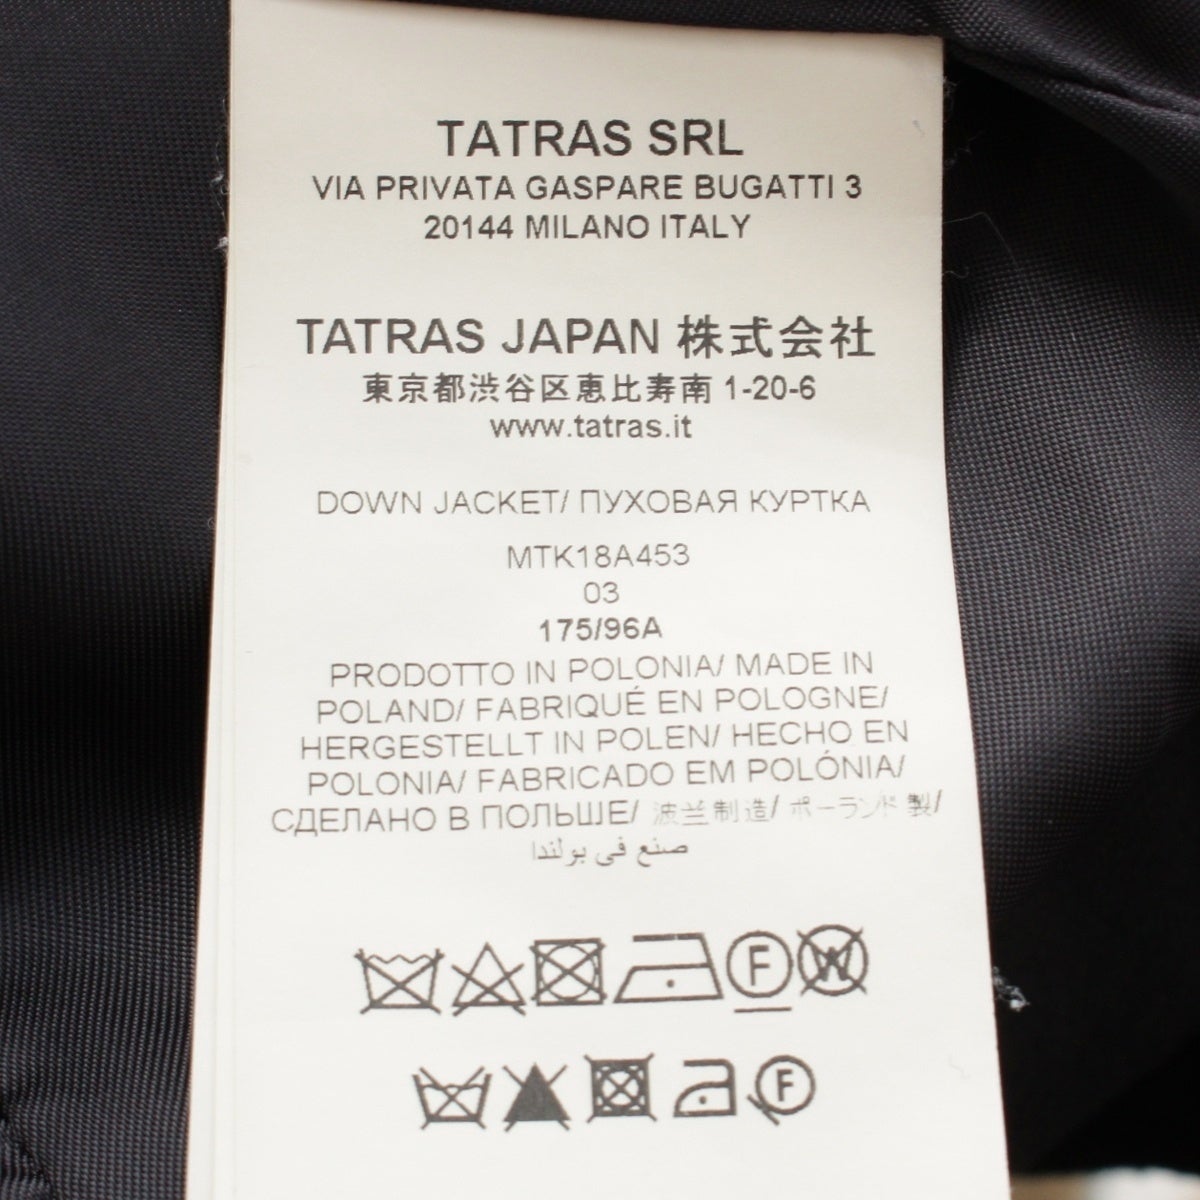 TATRAS SRL
VIA PRIVATA GASPARE BUGATTI 3
20144 MILANO ITALY
TATRAS JAPAN 株式会社
東京都渋谷区恵比寿南 1-20-6
www.tatras.it
DOWN JACKET/ ПУХОВАЯ КУРТКА
MTK18A453
03
175/96A
PRODOTTO IN POLONIA/ MADE IN
POLAND/ FABRIQUÉ EN POLOGNE/
HERGESTELLT IN POLEN/ HECHO EN
POLONIA/ FABRICADO EM POLÓNIA/
СДЕЛАНО В ПОЛЬШЕ/ 波兰制造/ ポーランド製/
صنع في بولندا
F W
F